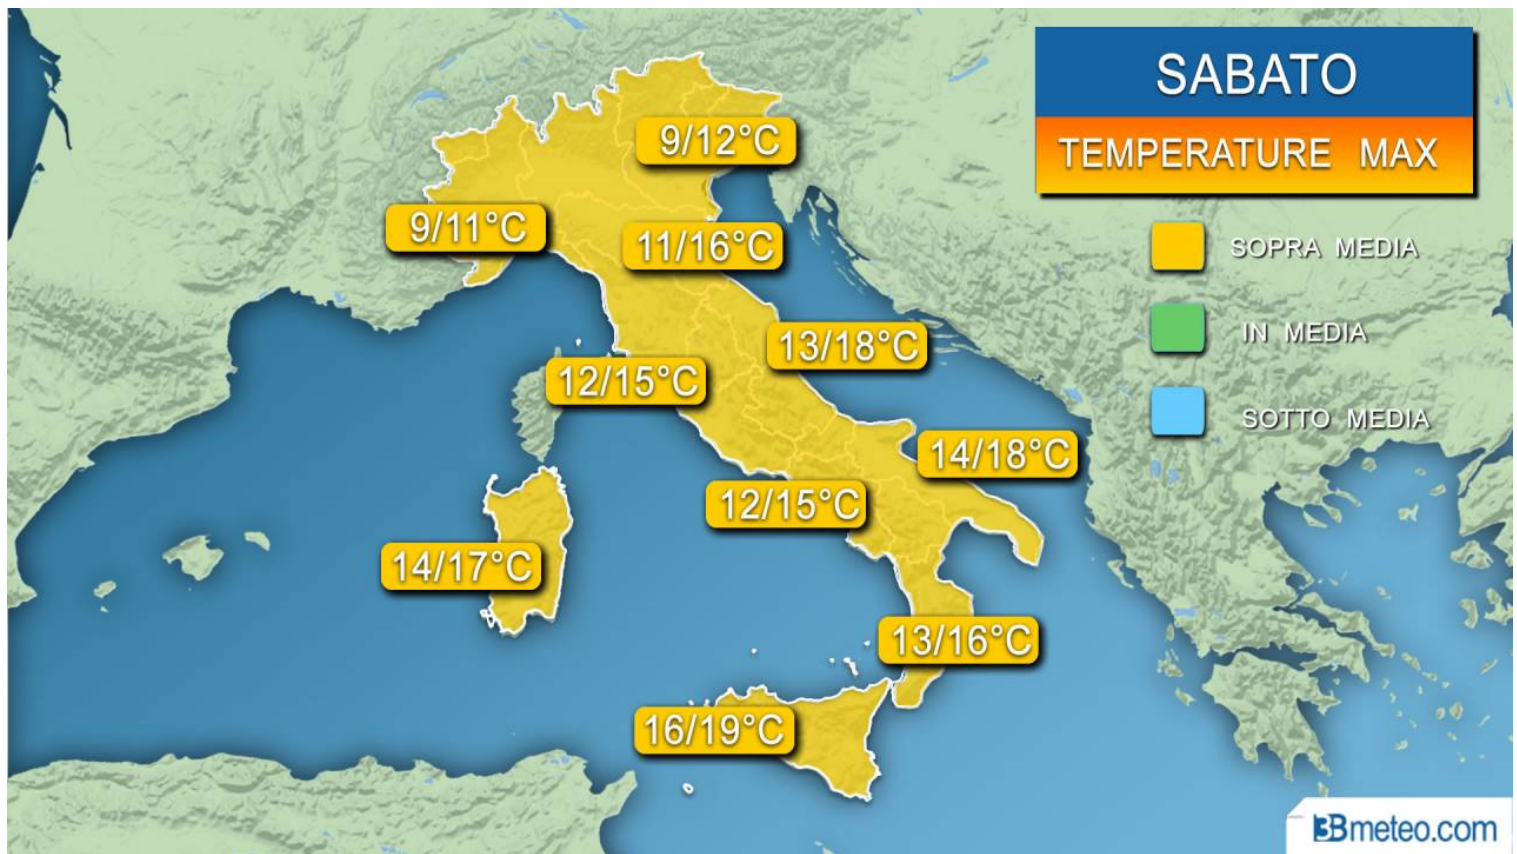 SABATO
TEMPERATURE MAX
9/12°C
9/11°C
11/16°C
SOPRA MEDIA
13/18°C
IN MEDIA
12/15°C
SOTTO MEDIA
14/18°C
12/15°C
14/17°C
13/16°C
16/19°C
3Bmeteo.com